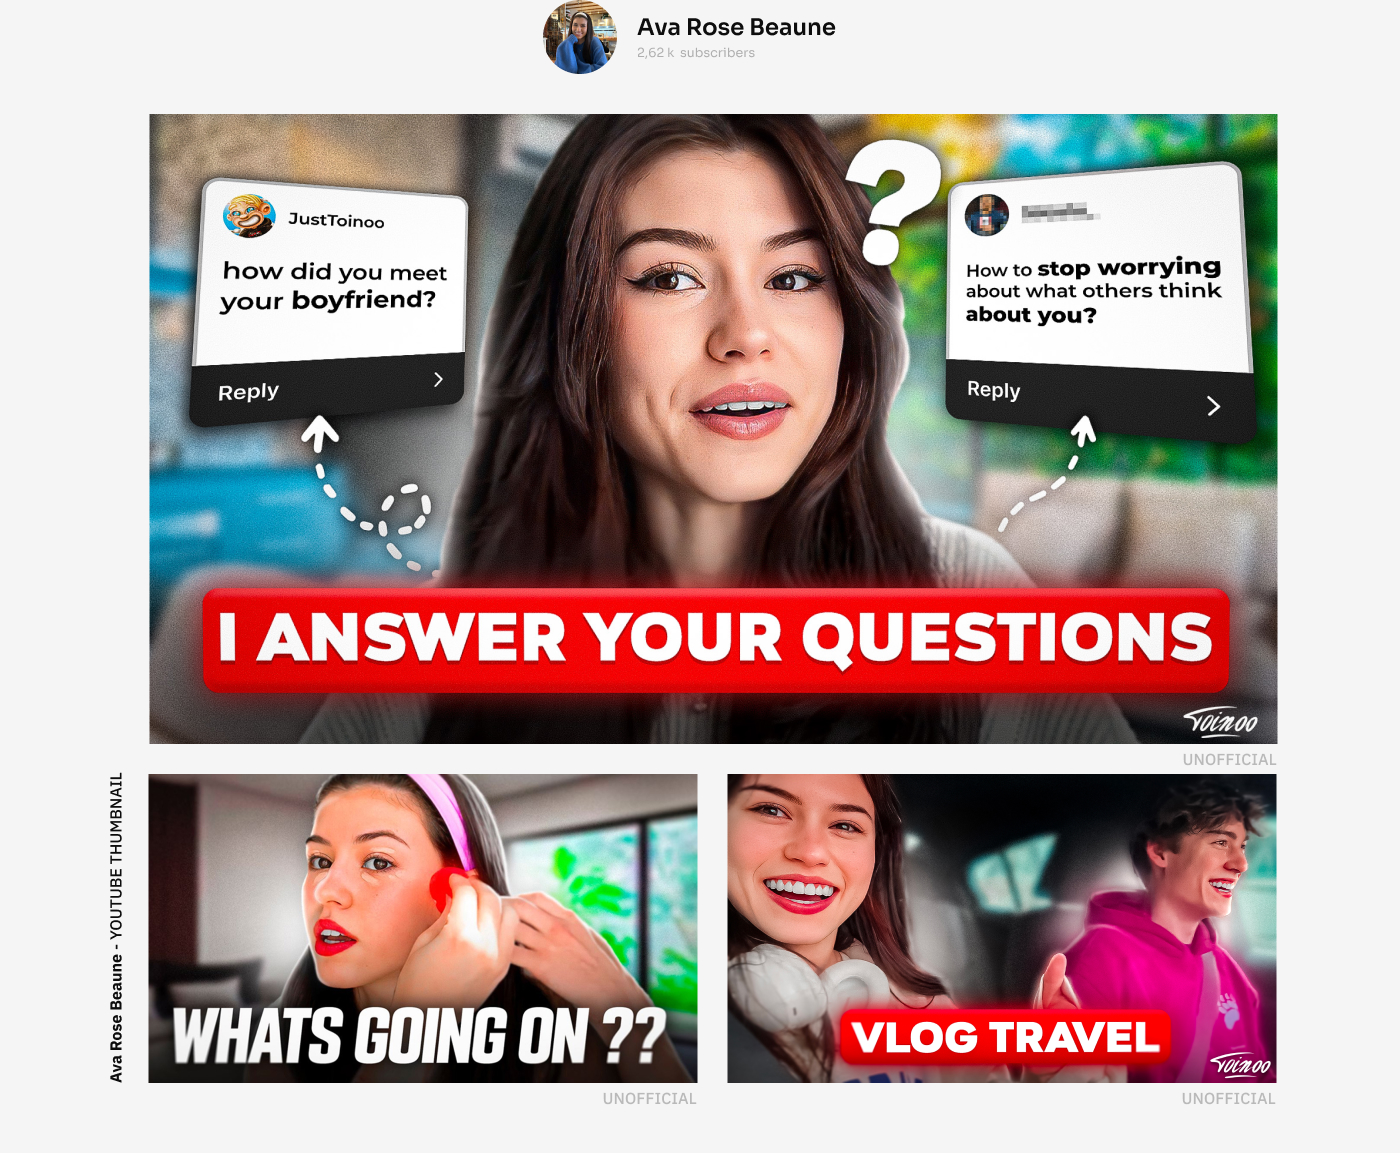 Ava Rose Beaune
2,62 k subscribers
JustToinoo
how did you meet
your boyfriend?
Reply
?
How to stop worrying
about what others think
about you?
Reply
I ANSWER YOUR QUESTIONS
Toinoo
UNOFFICIAL
Ava Rose Beaune - YOUTUBE THUMBNAIL
WHATS GOING ON ??
UNOFFICIAL
VLOG TRAVEL
Toinoo
UNOFFICIAL